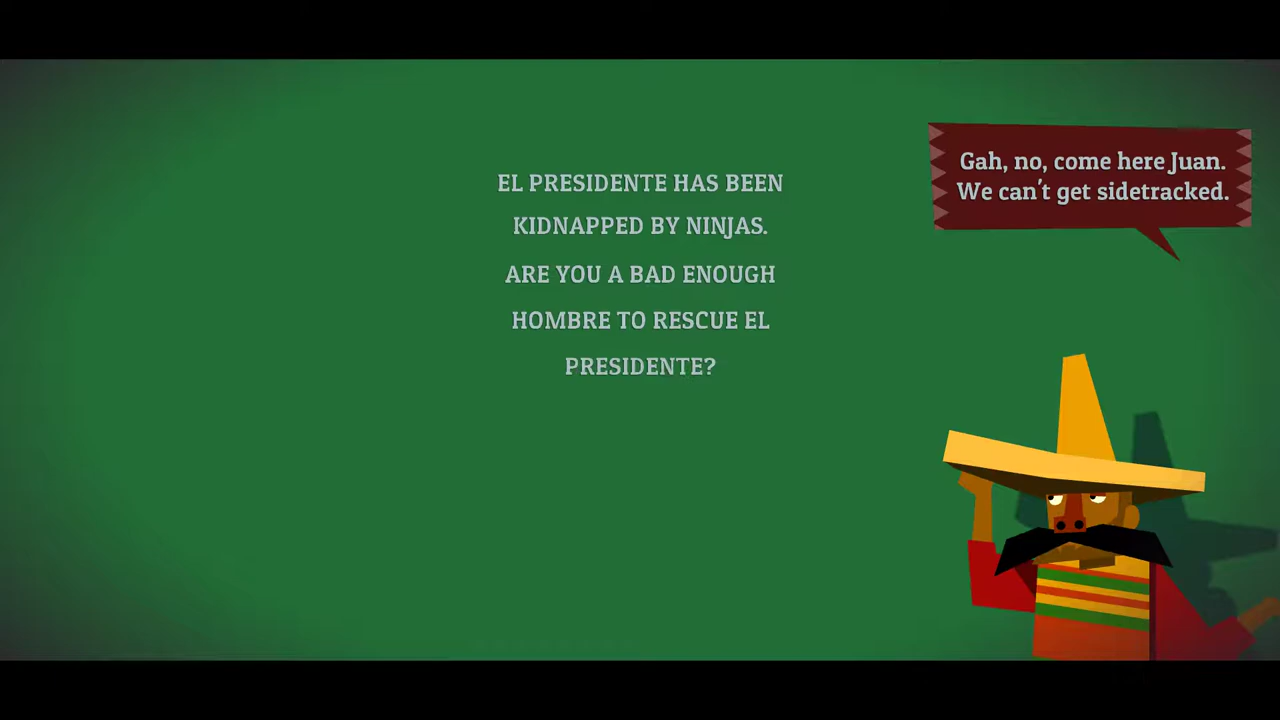 EL PRESIDENTE HAS BEEN
KIDNAPPED BY NINJAS.
ARE YOU A BAD ENOUGH
HOMBRE TO RESCUE EL
PRESIDENTE?
Gah, no, come here Juan.
We can't get sidetracked.